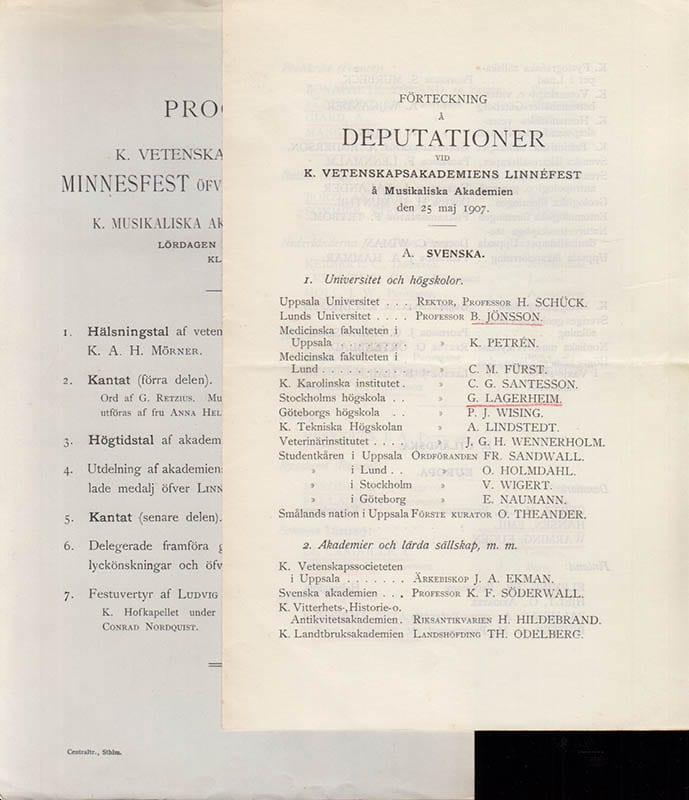 PRO
K. VETENSKA
MINNESFEST ÖFV
K. MUSIKALISKA AK
LÖRDAGEN
KL
1. Hälsningstal af veten
K. A. H. MÖRNER.
2. Kantat (förra delen).
Ord af G. RETZIUS. Mu
utföras af fru ANNA HEL
3. Högtidstal af akadem
4. Utdelning af akademien
lade medalj öfver LINN
5. Kantat (senare delen).
6. Delegerade framföra g
lyckönskningar och öfv
7. Festuvertyr af LUDVIG
K. Hofkapellet under
CONRAD NORDQUIST.
Centraltr., Sthlm.
FÖRTECKNING
Å
DEPUTATIONER
VID
K. VETENSKAPSAKADEMIENS LINNÉFEST
å Musikaliska Akademien
den 25 maj 1907.
A. SVENSKA.
1. Universitet och högskolor.
Uppsala Universitet . . . REKTOR, PROFESSOR H. SCHÜCK.
Lunds Universitet . . . . PROFESSOR B. JÖNSSON.
Medicinska fakulteten i
Uppsala . . . . . . . . » K. PETRÉN.
Medicinska fakulteten i
Lund . . . . . . . . . . » C. M. FÜRST.
K. Karolinska institutet . » C. G. SANTESSON.
Stockholms högskola . . » G. LAGERHEIM.
Göteborgs högskola . . » P. J. WISING.
K. Tekniska Högskolan » A. LINDSTEDT.
Veterinärinstitutet . . . . » J. G. H. WENNERHOLM.
Studentkåren i Uppsala ORDFÖRANDEN FR. SANDWALL.
» i Lund . . » O. HOLMDAHL.
» i Stockholm » V. WIGERT.
» i Göteborg » E. NAUMANN.
Smålands nation i Uppsala FÖRSTE KURATOR O. THEANDER.
2. Akademier och lärda sällskap, m. m.
K. Vetenskapssocieteten
i Uppsala . . . . . . . ÄRKEBISKOP J. A. EKMAN.
Svenska akademien . . . PROFESSOR K. F. SÖDERWALL.
K. Vitterhets-, Historie- o.
Antikvitetsakademien . RIKSANTIKVARIEN H. HILDEBRAND.
K. Landtbruksakademien LANDSHÖFDING TH. ODELBERG.